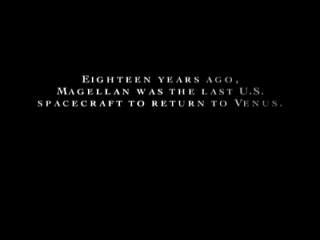 Eighteen years ago,
Magellan was the last U.S.
spacecraft to return to Venus.